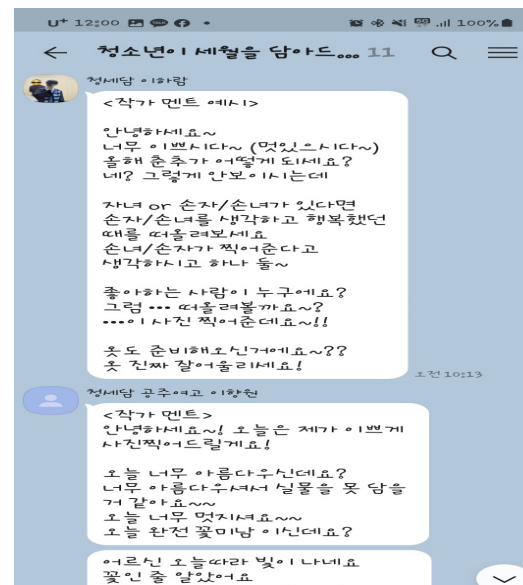 U+ 12:00
100%
청소년이 세월을 담아드... 11
청세담 이하람
<작가 멘트 예시>
안녕하세요~
너무 이쁘시다~ (멋있으시다~)
올해 춘추가 어떻게 되세요?
네? 그렇게 안보이시는데
자녀 or 손자/손녀가 있다면
손자/손녀를 생각하고 행복했던
때를 떠올려보세요
손녀/손자가 찍어준다고
생각하시고 하나 둘~
좋아하는 사람이 누구에요?
그럼 ... 떠올려볼까요~?
...이 사진 찍어준데요~!!
옷도 준비해오신거에요~??
옷 진짜 잘어울리세요!
오전 10:13
청세담 공주여고 이향원
<작가 멘트>
안녕하세요~! 오늘은 제가 이쁘게
사진찍어드릴게요!
오늘 너무 아름다우신데요?
너무 아름다우셔서 실물을 못 담을
거 같아요~~
오늘 너무 멋지셔요~~
오늘 완전 꽃미남 이신데요?
어르신 오늘따라 빛이 나네요
꽃인 줄 알았어요